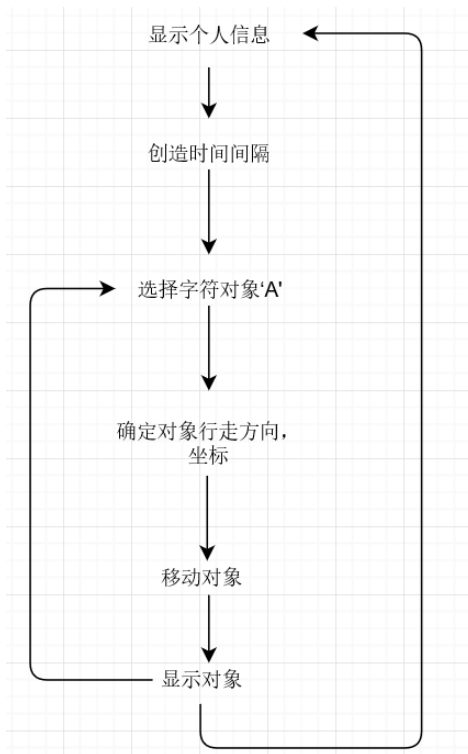 显示个人信息
创造时间间隔
选择字符对象‘A'
确定对象行走方向，
坐标
移动对象
显示对象